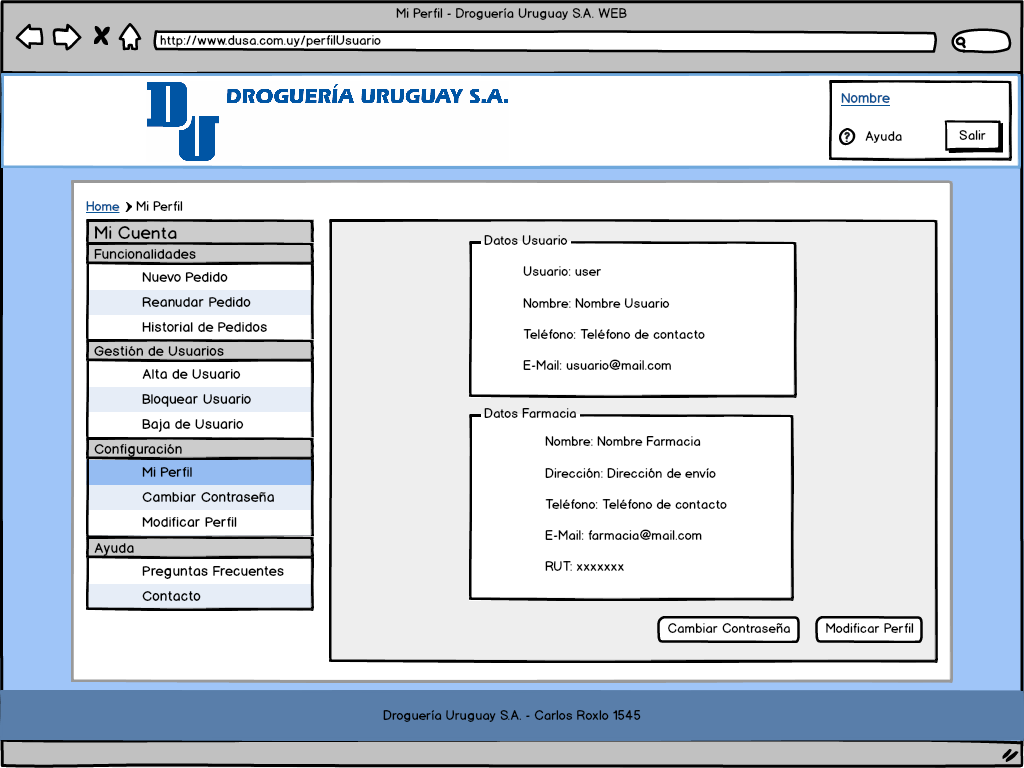 Mi Perfil - Droguería Uruguay S.A. WEB
http://www.dusa.com.uy/perfilUsuario
DU
DROGUERÍA URUGUAY S.A.
Nombre
? Ayuda
Salir
Home > Mi Perfil
Mi Cuenta
Funcionalidades
Nuevo Pedido
Reanudar Pedido
Historial de Pedidos
Gestión de Usuarios
Alta de Usuario
Bloquear Usuario
Baja de Usuario
Configuración
Mi Perfil
Cambiar Contraseña
Modificar Perfil
Ayuda
Preguntas Frecuentes
Contacto
Datos Usuario
Usuario: user
Nombre: Nombre Usuario
Teléfono: Teléfono de contacto
E-Mail: usuario@mail.com
Datos Farmacia
Nombre: Nombre Farmacia
Dirección: Dirección de envío
Teléfono: Teléfono de contacto
E-Mail: farmacia@mail.com
RUT: xxxxxxx
Cambiar Contraseña
Modificar Perfil
Droguería Uruguay S.A. - Carlos Roxlo 1545